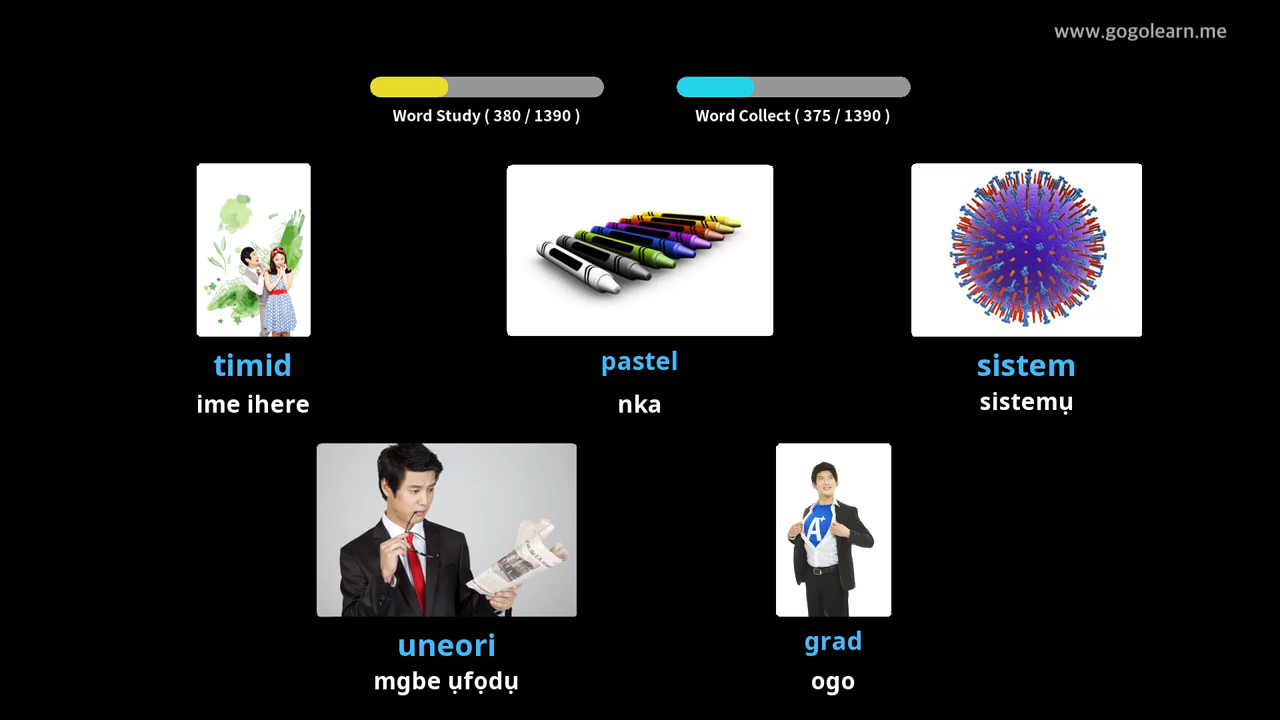 www.gogolearn.me
Word Study ( 380 / 1390 )
Word Collect ( 375 / 1390 )
timid
ime ihere
pastel
nka
sistem
sistemụ
uneori
mgbe ụfọdụ
A+
grad
ogo